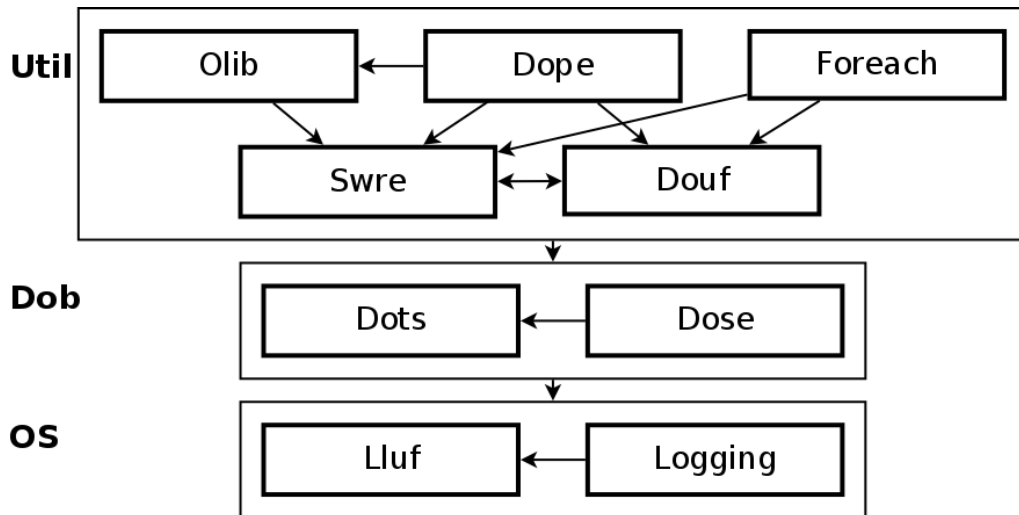 Util
Olib
Dope
Foreach
Swre
Douf
Dob
Dots
Dose
OS
Lluf
Logging